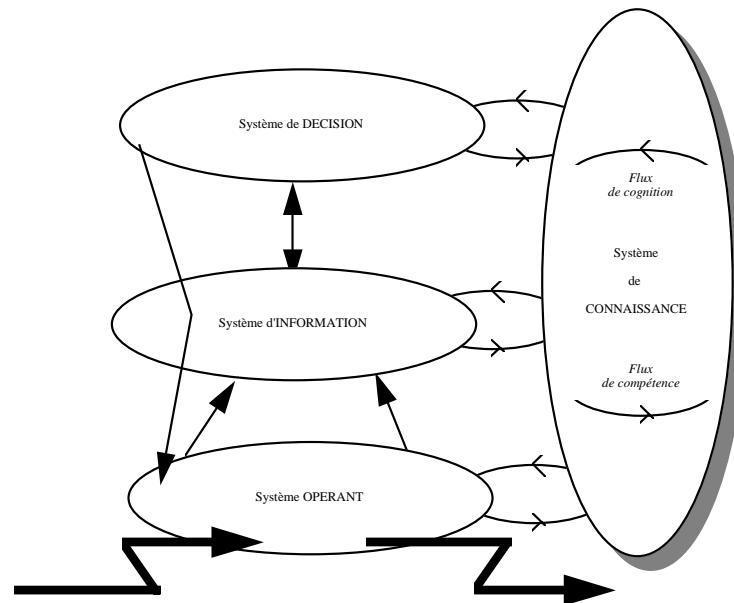 Système de DECISION
Flux
de cognition
Système
de
CONNAISSANCE
Système d'INFORMATION
Flux
de compétence
Système OPERANT